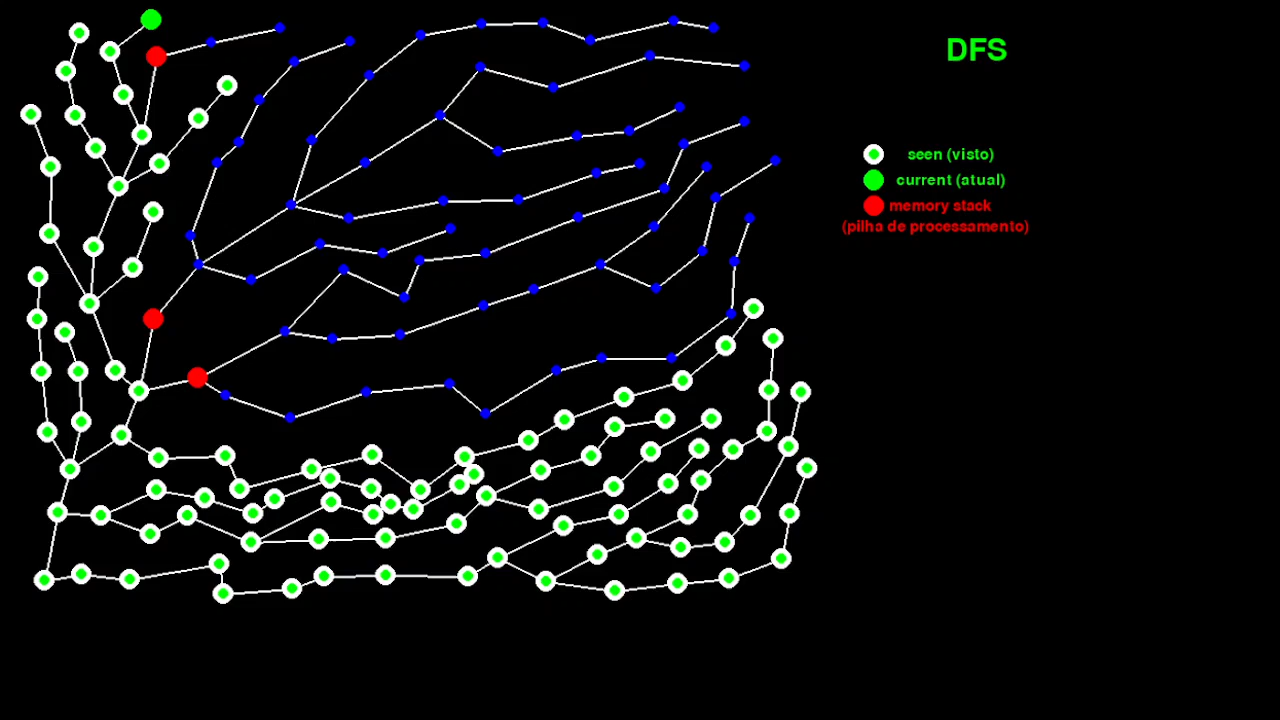 DFS
seen (visto)
current (atual)
memory stack
(pilha de processamento)